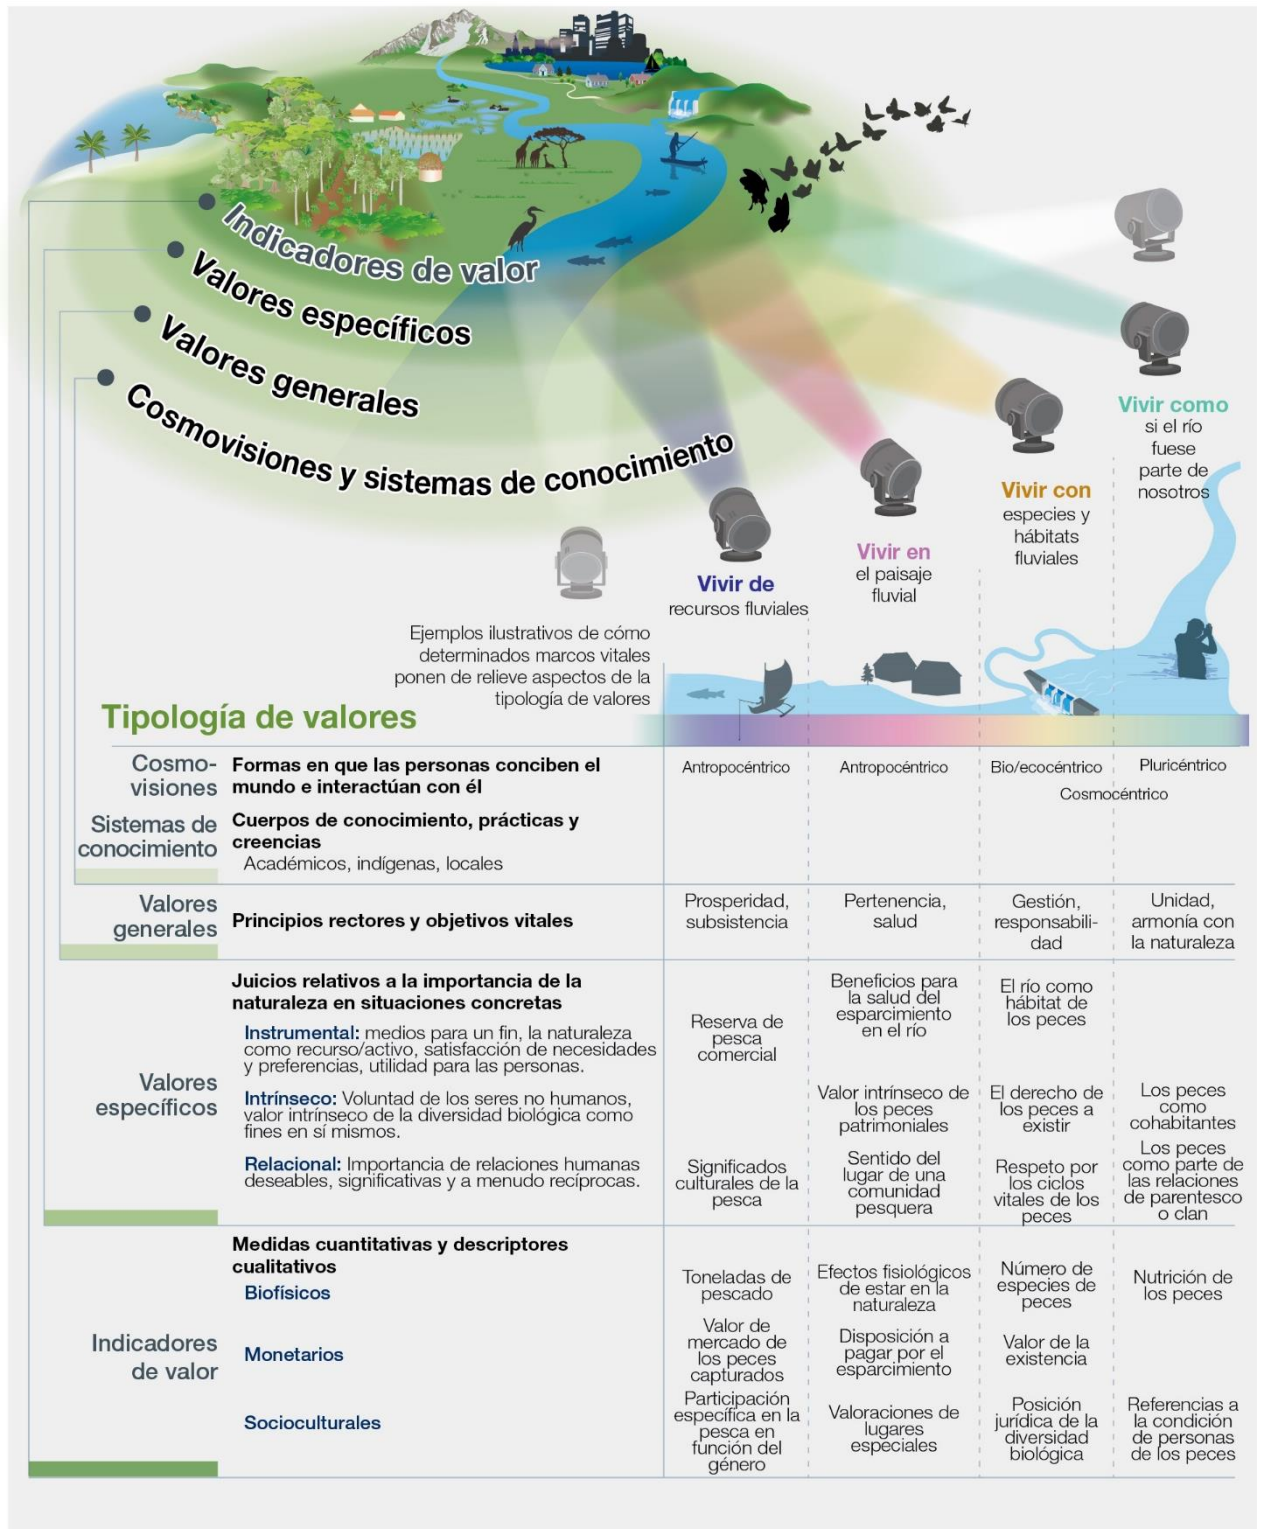 Indicadores de valor
Valores específicos
Valores generales
Cosmovisiones y sistemas de conocimiento
Vivir como
si el río
fuese
parte de
nosotros
Vivir con
especies y
hábitats
fluviales
Vivir en
el paisaje
fluvial
Vivir de
recursos fluviales
Ejemplos ilustrativos de cómo
determinados marcos vitales
ponen de relieve aspectos de la
tipología de valores
Tipología de valores
Cosmo-
visiones
Formas en que las personas conciben el
mundo e interactúan con él
Antropocéntrico
Antropocéntrico
Bio/ecocéntrico
Pluricéntrico
Cosmocéntrico
Sistemas de
conocimiento
Cuerpos de conocimiento, prácticas y
creencias
Académicos, indígenas, locales
Valores
generales
Principios rectores y objetivos vitales
Prosperidad,
subsistencia
Pertenencia,
salud
Gestión,
responsabili-
dad
Unidad,
armonía con
la naturaleza
Valores
específicos
Juicios relativos a la importancia de la
naturaleza en situaciones concretas
Instrumental: medios para un fin, la naturaleza
como recurso/activo, satisfacción de necesidades
y preferencias, utilidad para las personas.
Reserva de
pesca
comercial
Beneficios para
la salud del
esparcimiento
en el río
El río como
hábitat de
los peces
Intrínseco: Voluntad de los seres no humanos,
valor intrínseco de la diversidad biológica como
fines en sí mismos.
Valor intrínseco de
los peces
patrimoniales
El derecho de
los peces a
existir
Los peces
como
cohabitantes
Relacional: Importancia de relaciones humanas
deseables, significativas y a menudo recíprocas.
Significados
culturales de la
pesca
Sentido del
lugar de una
comunidad
pesquera
Respeto por
los ciclos
vitales de los
peces
Los peces
como parte de
las relaciones
de parentesco
o clan
Indicadores
de valor
Medidas cuantitativas y descriptores
cualitativos
Biofísicos
Toneladas de
pescado
Efectos fisiológicos
de estar en la
naturaleza
Número de
especies de
peces
Nutrición de
los peces
Monetarios
Valor de
mercado de
los peces
capturados
Disposición a
pagar por el
esparcimiento
Valor de la
existencia
Socioculturales
Participación
específica en la
pesca en
función del
género
Valoraciones de
lugares
especiales
Posición
jurídica de la
diversidad
biológica
Referencias a
la condición
de personas
de los peces